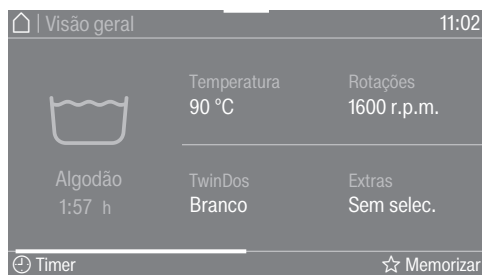 | Visão geral 11:02
Temperatura Rotações
90 °C 1600 r.p.m.
Algodão
1:57 h
TwinDos Extras
Branco Sem selec.
Timer Memorizar